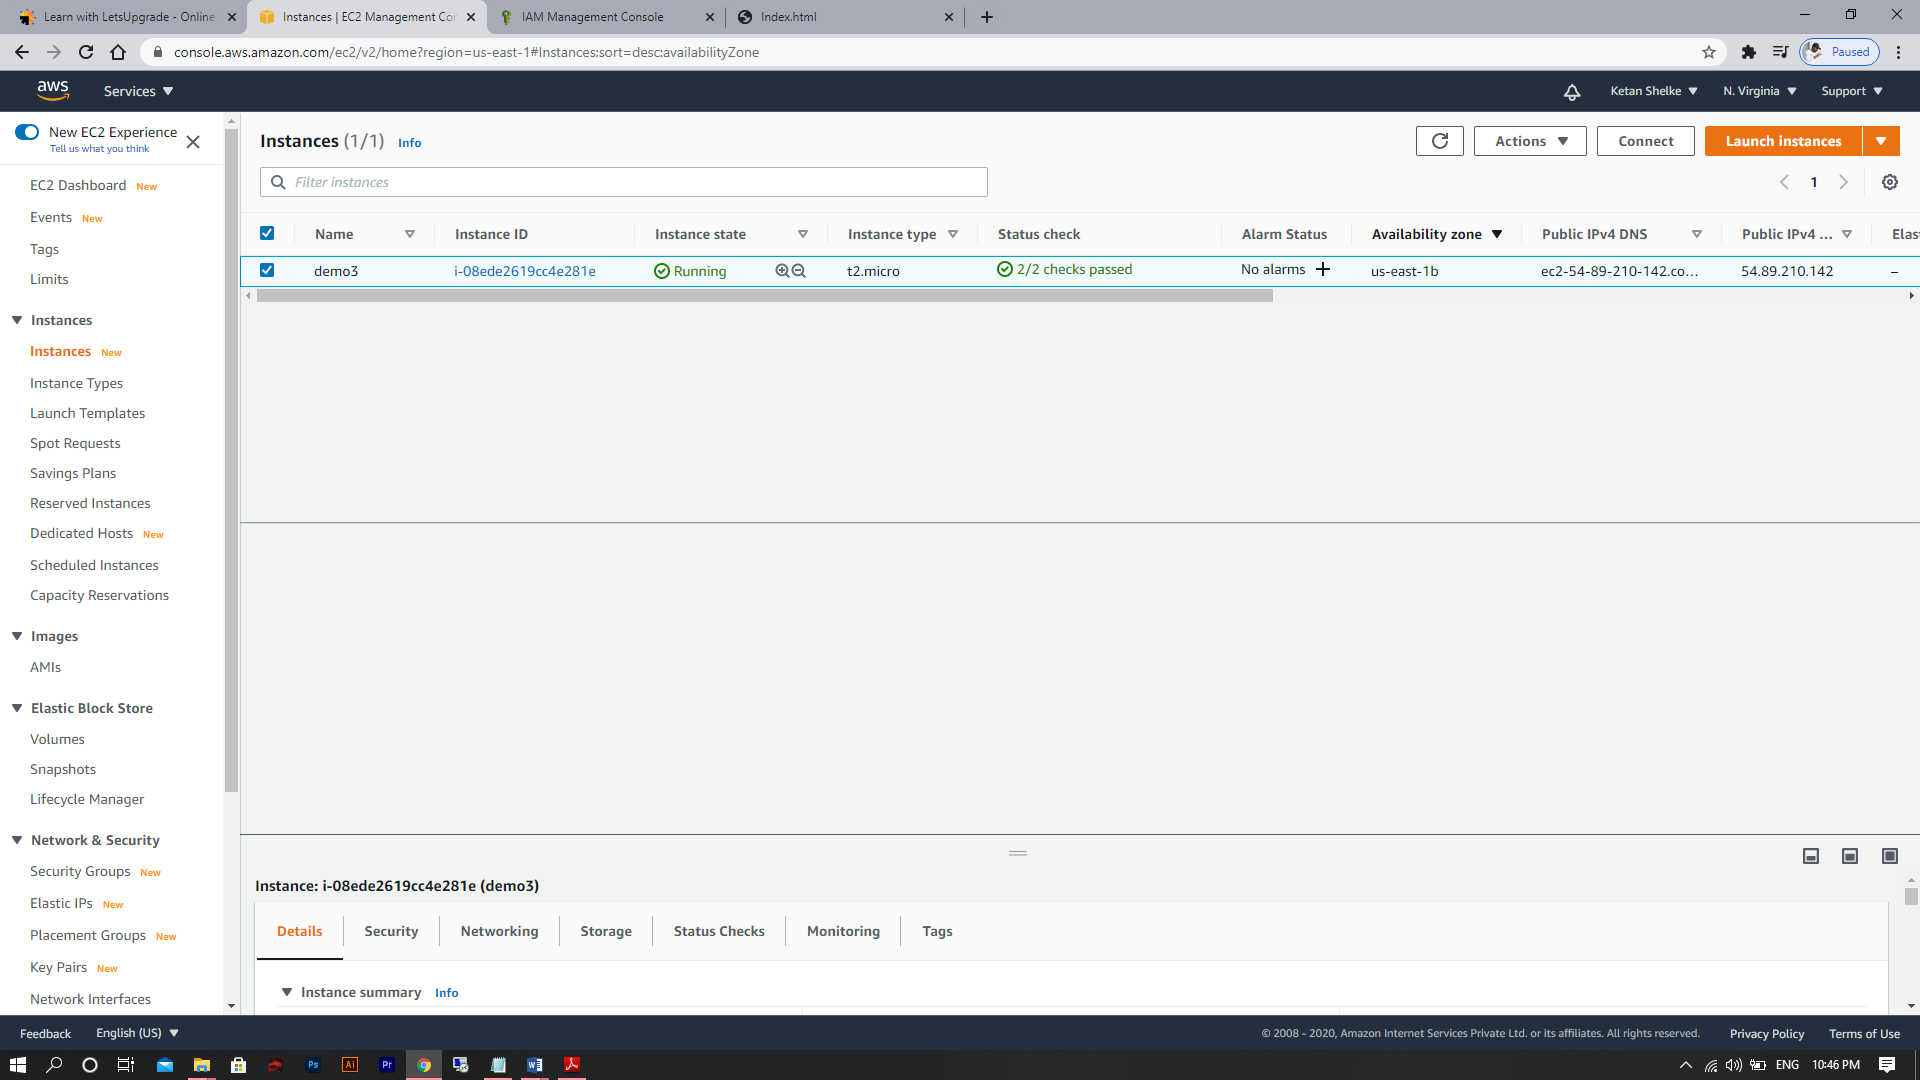 Learn with LetsUpgrade - Online
Instances | EC2 Management Cor
IAM Management Console
Index.html
console.aws.amazon.com/ec2/v2/home?region=us-east-1#Instances:sort=desc:availabilityZone
Paused
aws
Services
Ketan Shelke
N. Virginia
Support
New EC2 Experience
Tell us what you think
EC2 Dashboard New
Events New
Tags
Limits
Instances
Instances New
Instance Types
Launch Templates
Spot Requests
Savings Plans
Reserved Instances
Dedicated Hosts New
Scheduled Instances
Capacity Reservations
Images
AMIs
Elastic Block Store
Volumes
Snapshots
Lifecycle Manager
Network & Security
Security Groups New
Elastic IPs New
Placement Groups New
Key Pairs New
Network Interfaces
Instances (1/1) Info
Actions
Connect
Launch instances
Filter instances
1
Name Instance ID Instance state Instance type Status check Alarm Status Availability zone Public IPv4 DNS Public IPv4 ... Elas
demo3 i-08ede2619cc4e281e Running t2.micro 2/2 checks passed No alarms + us-east-1b ec2-54-89-210-142.co... 54.89.210.142 –
Instance: i-08ede2619cc4e281e (demo3)
Details Security Networking Storage Status Checks Monitoring Tags
Instance summary Info
Feedback English (US)
© 2008 - 2020, Amazon Internet Services Private Ltd. or its affiliates. All rights reserved. Privacy Policy Terms of Use
Ps Ai Pr
ENG 10:46 PM